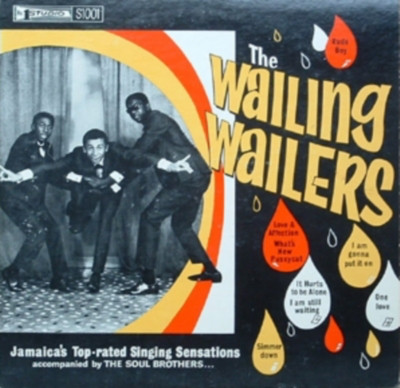 STUDIO 1
S1001
The
WAILING
WAILERS
Rude
Boy
Love &
Affection
What's
New
Pussycat
I am
gonna
put it on
It Hurts
to be Alone
I am still
waiting
One
love
Simmer
down
Jamaica's Top-rated Singing Sensations
accompanied by THE SOUL BROTHERS...